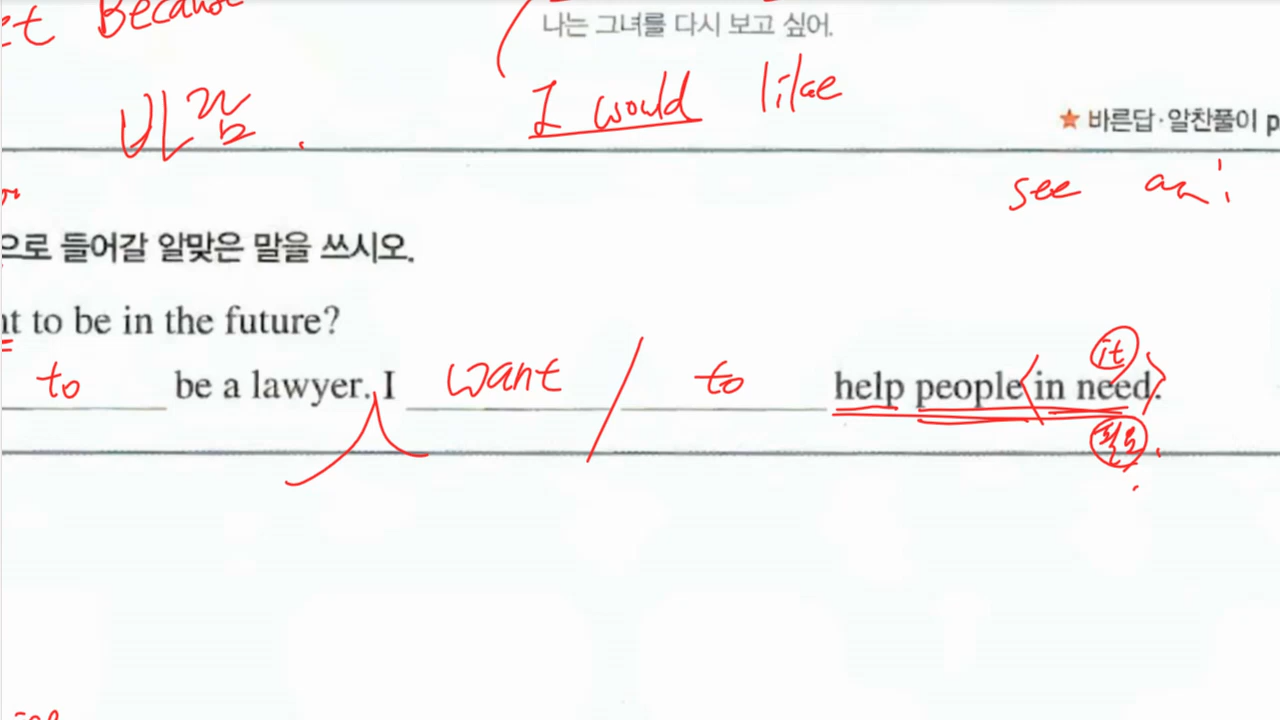 Because
나는 그녀를 다시 보고 싶어.
I would like
★ 바른답·알찬풀이 p
see
으로 들어갈 알맞은 말을 쓰시오.
to be in the future?
to be a lawyer. I want / to help people <in need>.
it
필요